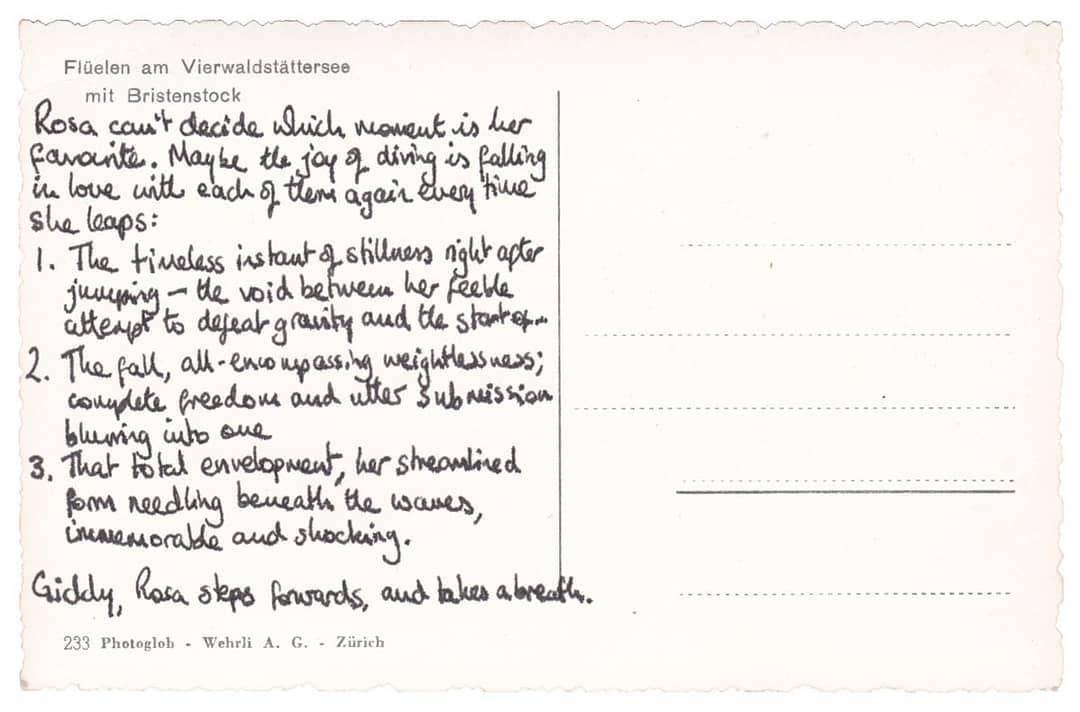 Flüelen am Vierwaldstättersee
mit Bristenstock
Rosa can't decide which moment is her
favourite. Maybe the joy of diving is falling
in love with each of them again every time
she leaps:
1. The timeless instant of stillness right after
jumping – the void between her feeble
attempt to defeat gravity and the start of...
2. The fall, all-encompassing weightlessness;
complete freedom and utter submission
blurring into one
3. That total envelopment, her streamlined
form needling beneath the waves,
immemorable and shocking.
Giddy, Rosa steps forwards, and takes a breath.
233 Photoglob - Wehrli A. G. - Zürich